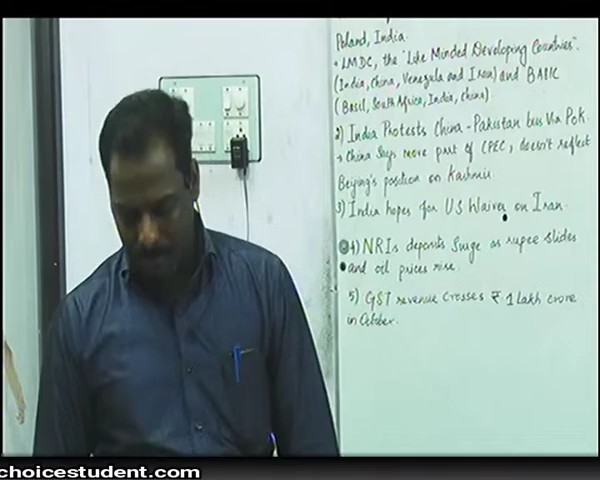 Poland, India.
• LMDC, the "Like Minded Developing Countries".
(India, China, Venezula and Iran) and BASIC
(Basil, South Africa, India, China)
2) India Protests China - Pakistan bus Via PoK.
→ China Says move part of CPEC, doesn't reflect
Beijing's position on Kashmir
3) India hopes for US Waiver on Iran.
4) NRIs deposits Surge as rupee slides
and oil prices rise.
5) GST revenue crosses ₹.1 lakh crore
in October.
choicestudent.com